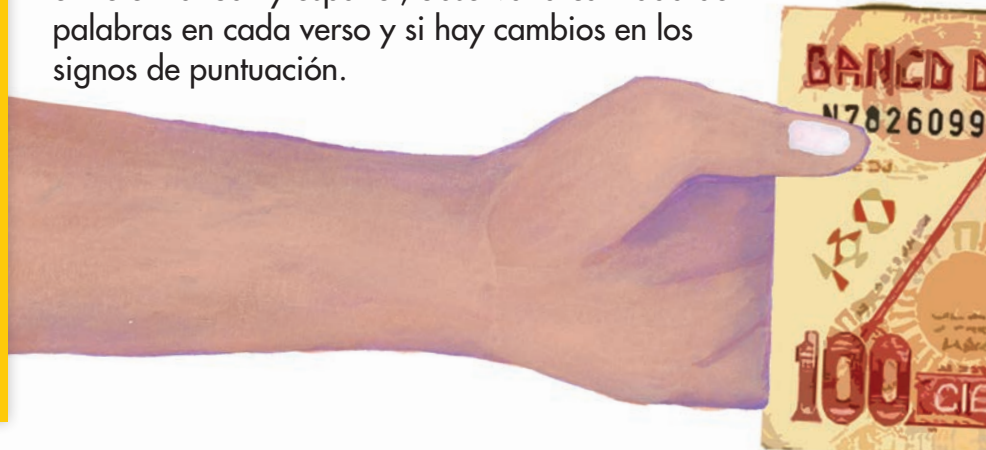 palabras en cada verso y si hay cambios en los
signos de puntuación.
BANCO D
N7826099
100
CIE